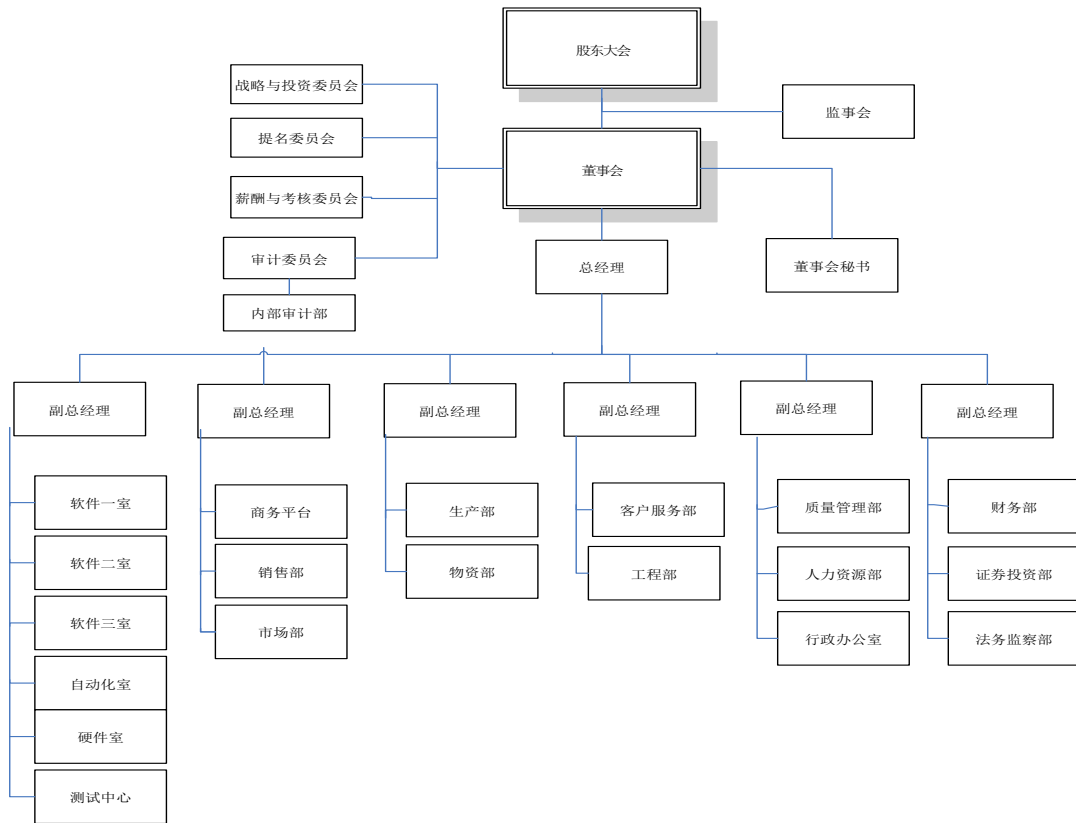 股东大会
战略与投资委员会
监事会
提名委员会
董事会
薪酬与考核委员会
审计委员会
总经理
董事会秘书
内部审计部
副总经理
副总经理
副总经理
副总经理
副总经理
副总经理
软件一室
软件二室
软件三室
自动化室
硬件室
测试中心
商务平台
销售部
市场部
生产部
物资部
客户服务部
工程部
质量管理部
人力资源部
行政办公室
财务部
证券投资部
法务监察部